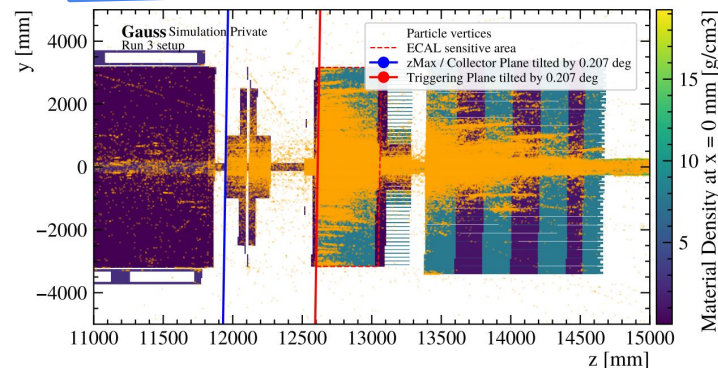 Gauss Simulation Private
Run 3 setup
Particle vertices
ECAL sensitive area
zMax / Collector Plane tilted by 0.207 deg
Triggering Plane tilted by 0.207 deg
y [mm]
4000
2000
0
−2000
−4000
11000 11500 12000 12500 13000 13500 14000 14500 15000
z [mm]
15
10
5
Material Density at x = 0 mm [g/cm3]